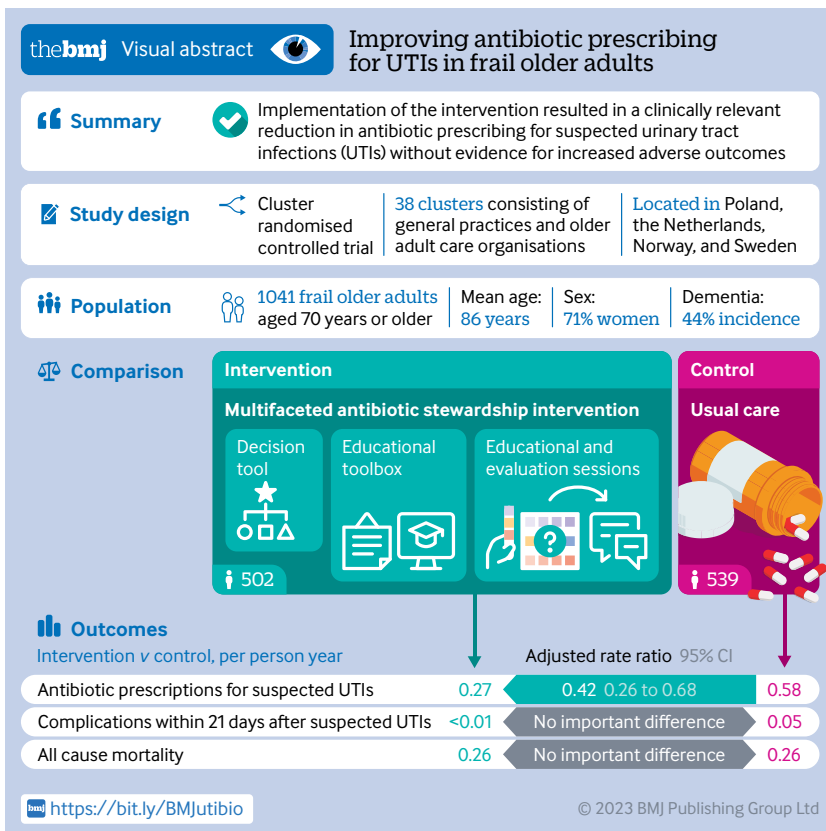 thebmj Visual abstract
Improving antibiotic prescribing
for UTIs in frail older adults
Summary
Implementation of the intervention resulted in a clinically relevant
reduction in antibiotic prescribing for suspected urinary tract
infections (UTIs) without evidence for increased adverse outcomes
Study design
Cluster
randomised
controlled trial
38 clusters consisting of
general practices and older
adult care organisations
Located in Poland,
the Netherlands,
Norway, and Sweden
Population
1041 frail older adults
aged 70 years or older
Mean age:
86 years
Sex:
71% women
Dementia:
44% incidence
Comparison
Intervention
Multifaceted antibiotic stewardship intervention
Decision
tool
Educational
toolbox
Educational and
evaluation sessions
?
502
Control
Usual care
539
Outcomes
Intervention v control, per person year
Adjusted rate ratio 95% CI
Antibiotic prescriptions for suspected UTIs 0.27 0.42 0.26 to 0.68 0.58
Complications within 21 days after suspected UTIs <0.01 No important difference 0.05
All cause mortality 0.26 No important difference 0.26
bmj https://bit.ly/BMJutibio
© 2023 BMJ Publishing Group Ltd